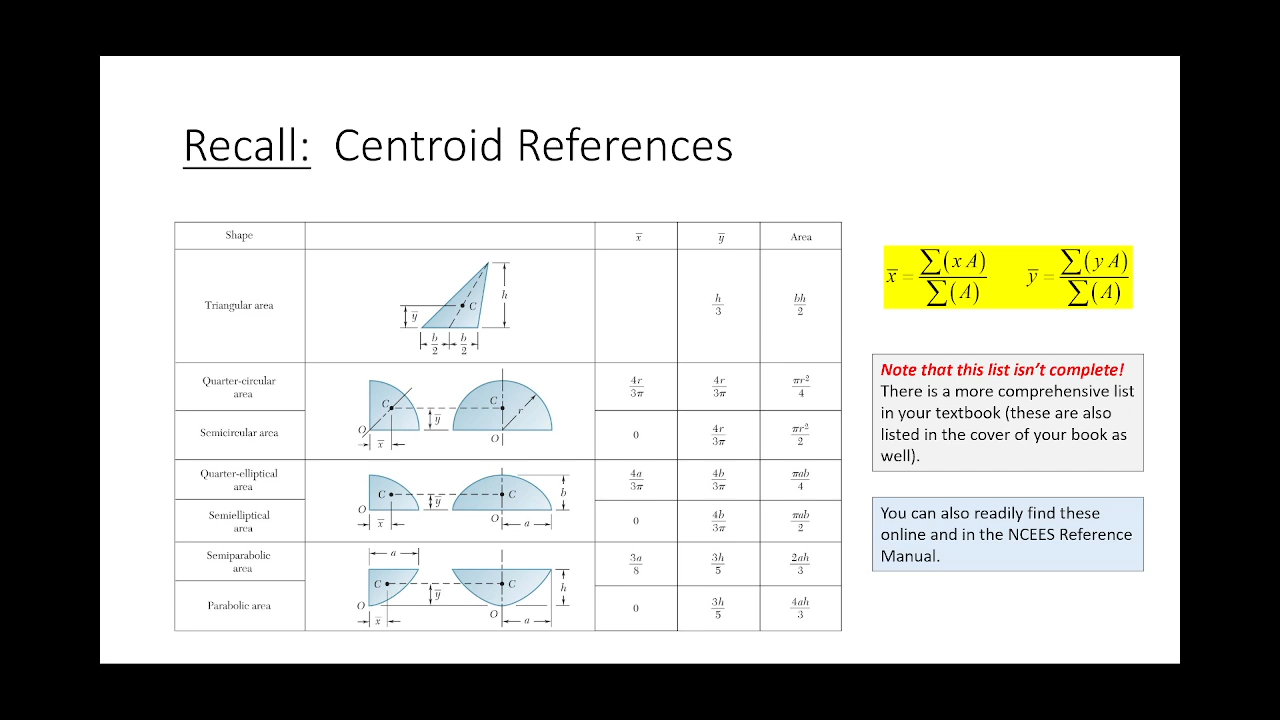 Recall: Centroid References
Shape x̄ ȳ Area
Triangular area h/3 bh/2
C h ȳ
b/2 b/2
Quarter-circular
area 4r/3π 4r/3π πr²/4
C C r ȳ
O x̄ O
Semicircular area 0 4r/3π πr²/2
Quarter-elliptical
area 4a/3π 4b/3π πab/4
C C b ȳ
O x̄ O a
Semielliptical
area 0 4b/3π πab/2
Semiparabolic
area 3a/8 3h/5 2ah/3
a
C C h ȳ
O x̄ O a
Parabolic area 0 3h/5 4ah/3
x̄ = ∑(x A)/∑(A) ȳ = ∑(y A)/∑(A)
Note that this list isn’t complete!
There is a more comprehensive list
in your textbook (these are also
listed in the cover of your book as
well).
You can also readily find these
online and in the NCEES Reference
Manual.